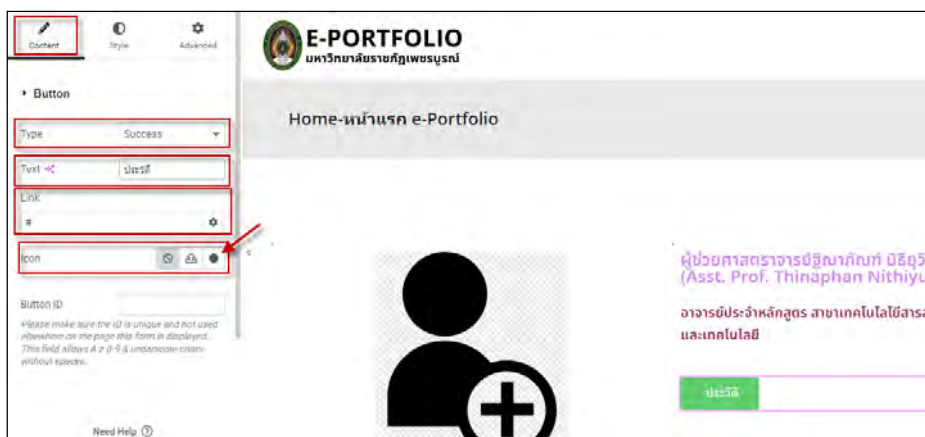 Content
Style
Advanced
Button
Type
Success
Text
ประวัติ
Link
#
Icon
Button ID
Please make sure the ID is unique and not used
elsewhere on the page this form is displayed.
This field allows A-z 0-9 & underscore chars
without spaces.
Need Help
E-PORTFOLIO
มหาวิทยาลัยราชภัฏเพชรบูรณ์
Home-หน้าแรก e-Portfolio
ผู้ช่วยศาสตราจารย์ฐิณาภัณฑ์ นิธิยุวิ
(Asst. Prof. Thinaphan Nithiyu
อาจารย์ประจำหลักสูตร สาขาเทคโนโลยีสารส
และเทคโนโลยี
ประวัติ